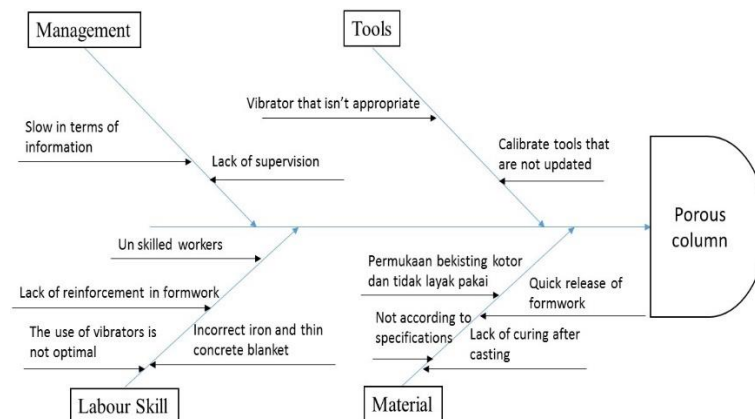 Management
Tools
Vibrator that isn't appropriate
Slow in terms of
information
Lack of supervision
Calibrate tools that
are not updated
Porous
column
Un skilled workers
Lack of reinforcement in formwork
The use of vibrators is
not optimal
Incorrect iron and thin
concrete blanket
Permukaan bekisting kotor
dan tidak layak pakai
Quick release of
formwork
Not according to
specifications
Lack of curing after
casting
Labour Skill
Material